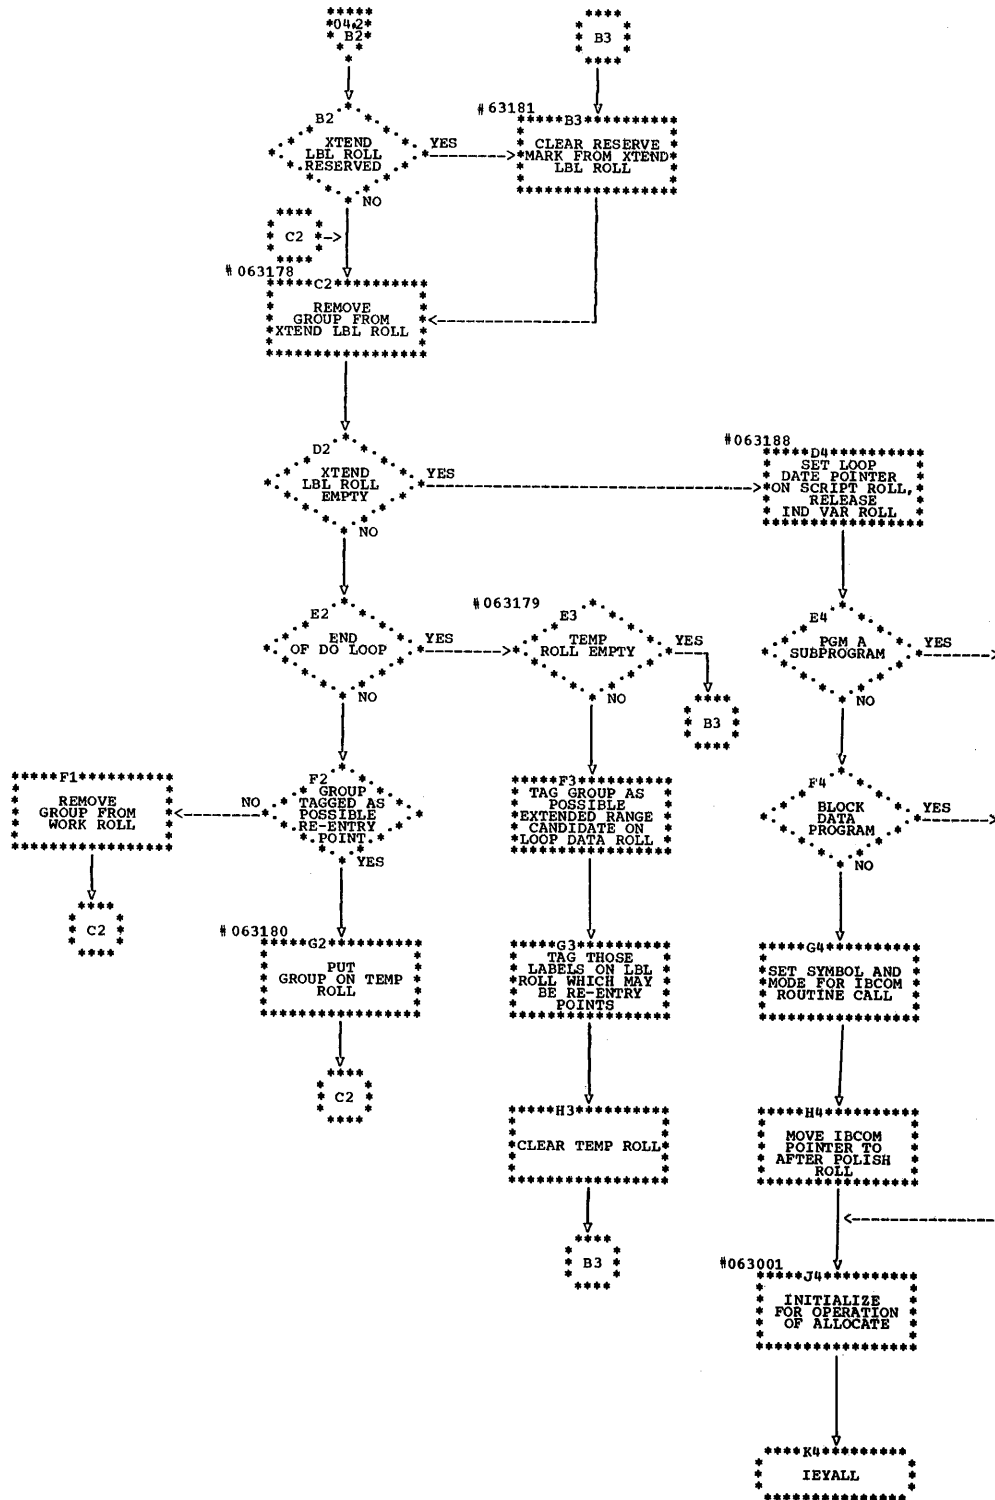 04.2
B2
B3
B2
XTEND
LBL ROLL
RESERVED
YES
NO
# 63181
B3
CLEAR RESERVE
MARK FROM XTEND
LBL ROLL
C2
# 063178
C2
REMOVE
GROUP FROM
XTEND LBL ROLL
D2
XTEND
LBL ROLL
EMPTY
YES
NO
#063188
D4
SET LOOP
DATE POINTER
ON SCRIPT ROLL,
RELEASE
IND VAR ROLL
E2
END
OF DO LOOP
YES
NO
#063179
E3
TEMP
ROLL EMPTY
YES
NO
B3
E4
PGM A
SUBPROGRAM
YES
NO
F1
REMOVE
GROUP FROM
WORK ROLL
C2
F2
GROUP
TAGGED AS
POSSIBLE
RE-ENTRY
POINT
NO
YES
F3
TAG GROUP AS
POSSIBLE
EXTENDED RANGE
CANDIDATE ON
LOOP DATA ROLL
F4
BLOCK
DATA
PROGRAM
YES
NO
# 063180
G2
PUT
GROUP ON TEMP
ROLL
C2
G3
TAG THOSE
LABELS ON LBL
ROLL WHICH MAY
BE RE-ENTRY
POINTS
G4
SET SYMBOL AND
MODE FOR IBCOM
ROUTINE CALL
H3
CLEAR TEMP ROLL
B3
H4
MOVE IBCOM
POINTER TO
AFTER POLISH
ROLL
#063001
J4
INITIALIZE
FOR OPERATION
OF ALLOCATE
K4
IEYALL